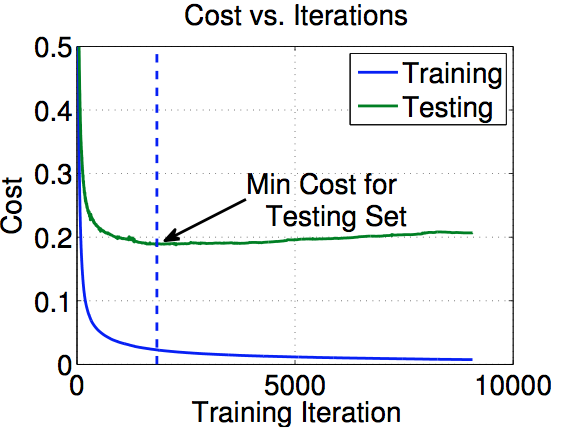 Cost vs. Iterations
0.5
0.4
0.3
0.2
0.1
0
Cost
Training
Testing
Min Cost for
Testing Set
0
5000
10000
Training Iteration